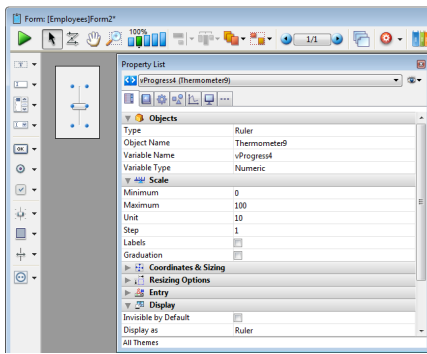 Form: [Employees]Form2*
100%
1/1
Property List
vProgress4 (Thermometer9)
Objects
Type Ruler
Object Name Thermometer9
Variable Name vProgress4
Variable Type Numeric
Scale
Minimum 0
Maximum 100
Unit 10
Step 1
Labels
Graduation
Coordinates & Sizing
Resizing Options
Entry
Display
Invisible by Default
Display as Ruler
All Themes
OK